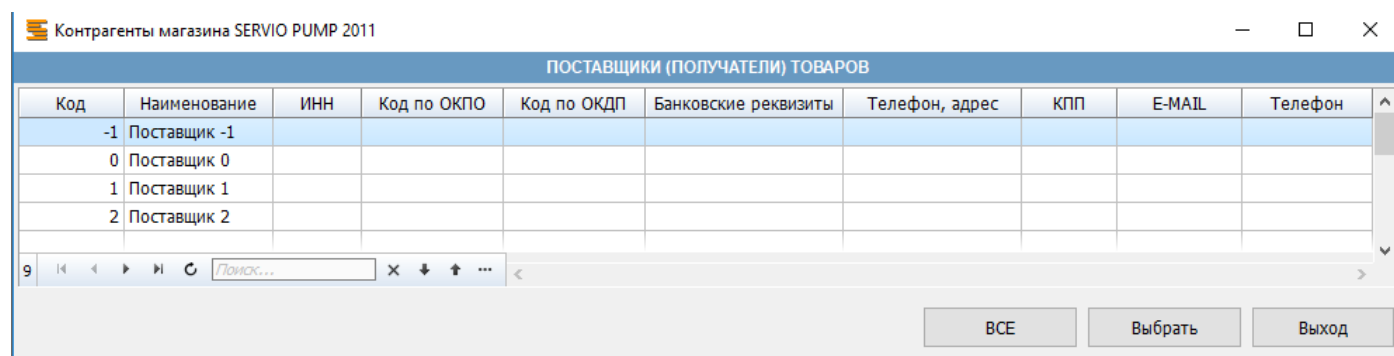 Контрагенты магазина SERVIO PUMP 2011
ПОСТАВЩИКИ (ПОЛУЧАТЕЛИ) ТОВАРОВ
Код Наименование ИНН Код по ОКПО Код по ОКДП Банковские реквизиты Телефон, адрес КПП E-MAIL Телефон
-1 Поставщик -1
0 Поставщик 0
1 Поставщик 1
2 Поставщик 2
9 Поиск... ...
ВСЕ Выбрать Выход